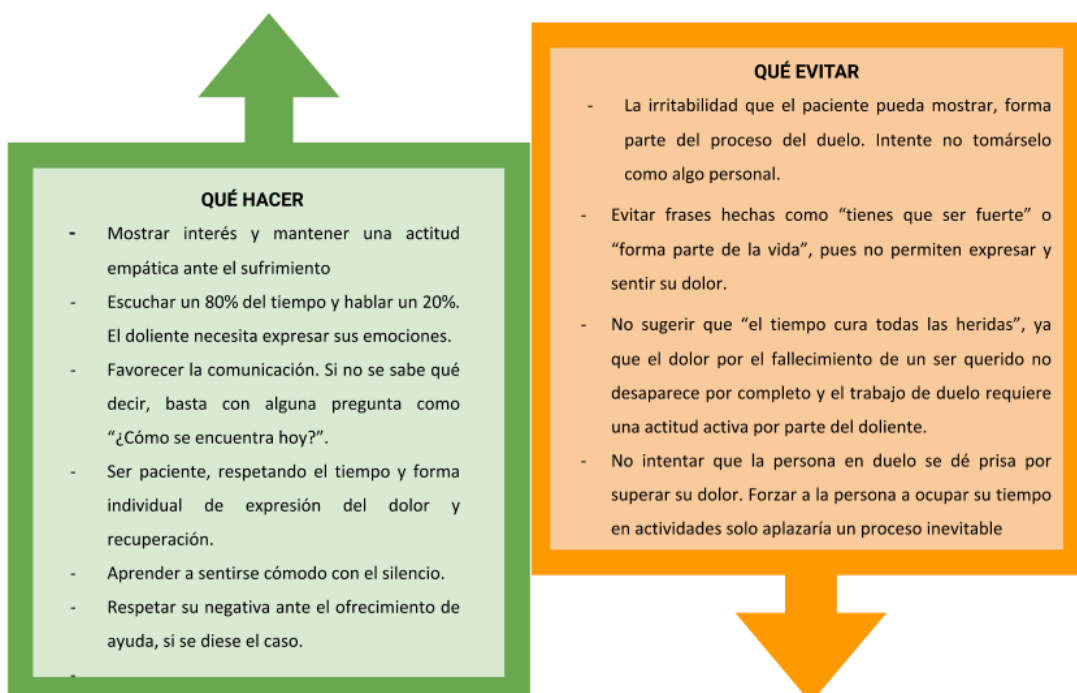 QUÉ HACER
- Mostrar interés y mantener una actitud
empática ante el sufrimiento
- Escuchar un 80% del tiempo y hablar un 20%.
El doliente necesita expresar sus emociones.
- Favorecer la comunicación. Si no se sabe qué
decir, basta con alguna pregunta como
“¿Cómo se encuentra hoy?”.
- Ser paciente, respetando el tiempo y forma
individual de expresión del dolor y
recuperación.
- Aprender a sentirse cómodo con el silencio.
- Respetar su negativa ante el ofrecimiento de
ayuda, si se diese el caso.
-
QUÉ EVITAR
- La irritabilidad que el paciente pueda mostrar, forma
parte del proceso del duelo. Intente no tomárselo
como algo personal.
- Evitar frases hechas como “tienes que ser fuerte” o
“forma parte de la vida”, pues no permiten expresar y
sentir su dolor.
- No sugerir que “el tiempo cura todas las heridas”, ya
que el dolor por el fallecimiento de un ser querido no
desaparece por completo y el trabajo de duelo requiere
una actitud activa por parte del doliente.
- No intentar que la persona en duelo se dé prisa por
superar su dolor. Forzar a la persona a ocupar su tiempo
en actividades solo aplazaría un proceso inevitable